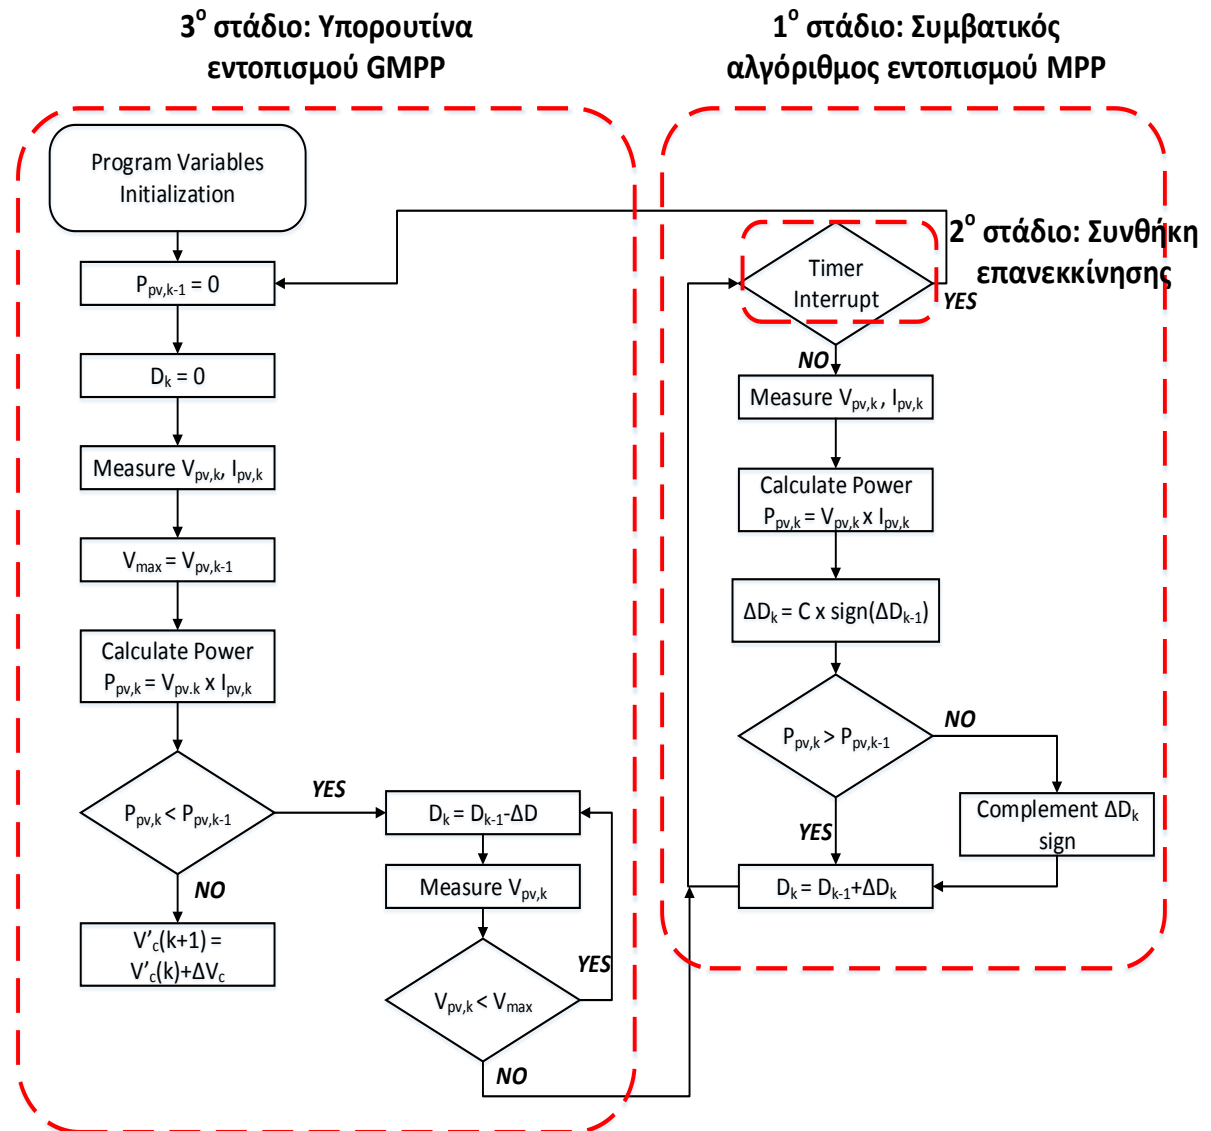 3ο στάδιο: Υπορουτίνα
εντοπισμού GMPP
1ο στάδιο: Συμβατικός
αλγόριθμος εντοπισμού MPP
Program Variables
Initialization
Ppv,k-1 = 0
Dk = 0
Measure Vpv,k, Ipv,k
Vmax = Vpv,k-1
Calculate Power
Ppv,k = Vpv.k x Ipv,k
Ppv,k < Ppv,k-1
YES
NO
V'c(k+1) =
V'c(k)+ΔVc
Dk = Dk-1-ΔD
Measure Vpv,k
Vpv,k < Vmax
YES
NO
2ο στάδιο: Συνθήκη
επανεκκίνησης
Timer
Interrupt
YES
NO
Measure Vpv,k , Ipv,k
Calculate Power
Ppv,k = Vpv,k x Ipv,k
ΔDk = C x sign(ΔDk-1)
Ppv,k > Ppv,k-1
NO
YES
Complement ΔDk
sign
Dk = Dk-1+ΔDk